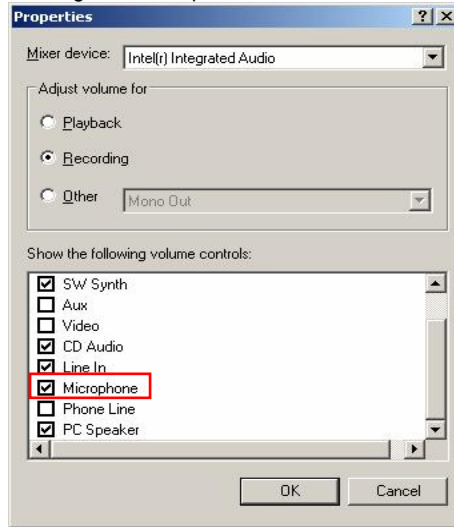 Properties
Mixer device: Intel(r) Integrated Audio
Adjust volume for
Playback
Recording
Other Mono Out
Show the following volume controls:
SW Synth
Aux
Video
CD Audio
Line In
Microphone
Phone Line
PC Speaker
OK Cancel